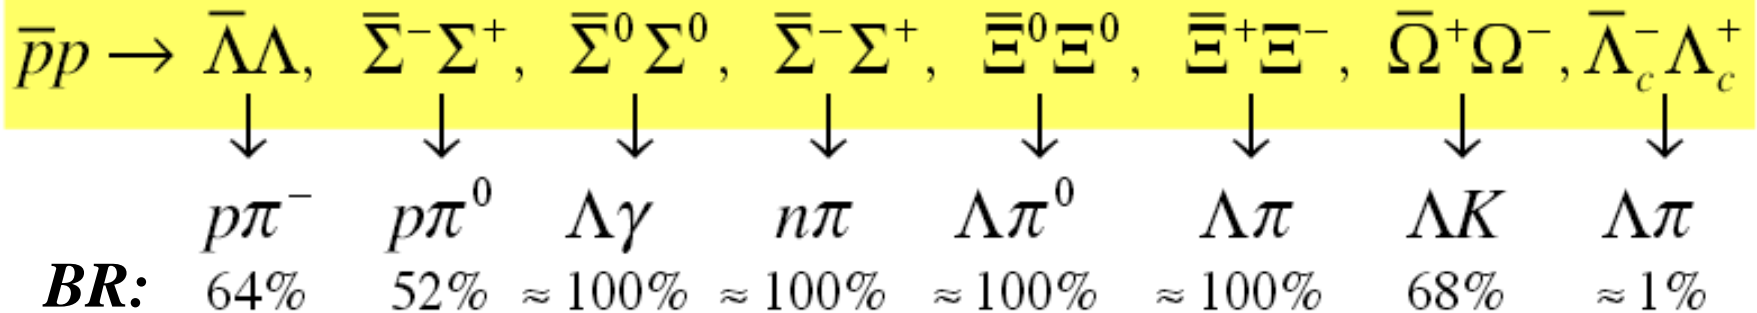 p̅p → Λ̅Λ, Σ̅⁻Σ⁺, Σ̅⁰Σ⁰, Σ̅⁻Σ⁺, Ξ̅⁰Ξ⁰, Ξ̅⁺Ξ⁻, Ω̅⁺Ω⁻, Λ̅c⁻Λc⁺
↓ ↓ ↓ ↓ ↓ ↓ ↓ ↓
pπ⁻ pπ⁰ Λγ nπ Λπ⁰ Λπ ΛK Λπ
BR: 64% 52% ≈100% ≈100% ≈100% ≈100% 68% ≈1%